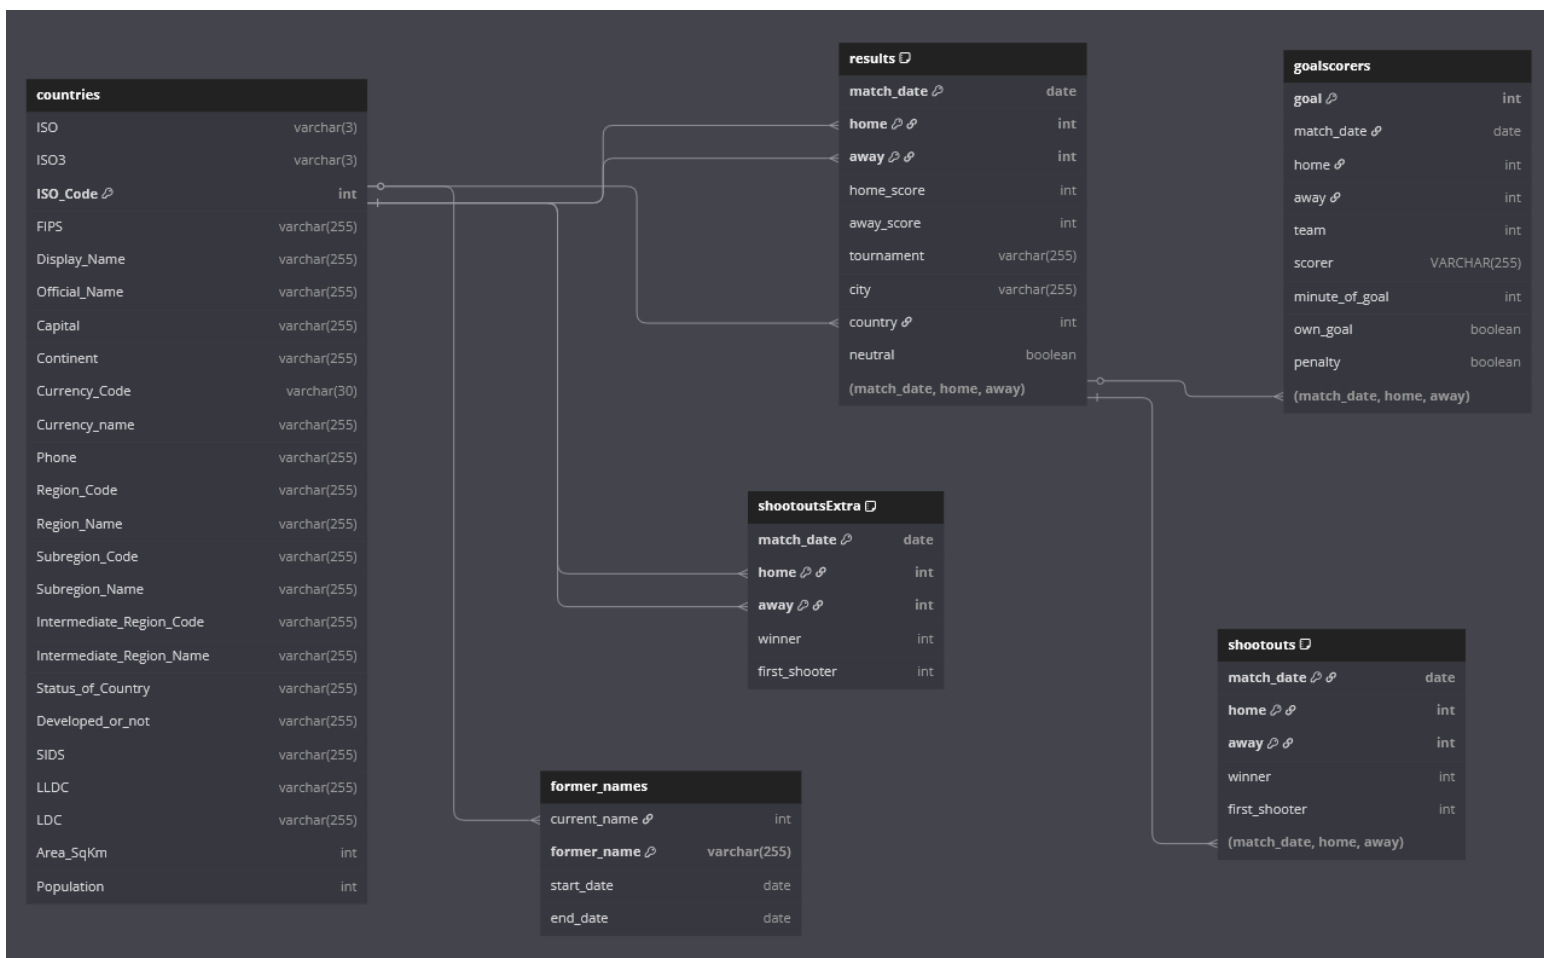 countries
ISO varchar(3)
ISO3 varchar(3)
ISO_Code int
FIPS varchar(255)
Display_Name varchar(255)
Official_Name varchar(255)
Capital varchar(255)
Continent varchar(255)
Currency_Code varchar(30)
Currency_name varchar(255)
Phone varchar(255)
Region_Code varchar(255)
Region_Name varchar(255)
Subregion_Code varchar(255)
Subregion_Name varchar(255)
Intermediate_Region_Code varchar(255)
Intermediate_Region_Name varchar(255)
Status_of_Country varchar(255)
Developed_or_not varchar(255)
SIDS varchar(255)
LLDC varchar(255)
LDC varchar(255)
Area_SqKm int
Population int
results
match_date date
home int
away int
home_score int
away_score int
tournament varchar(255)
city varchar(255)
country int
neutral boolean
(match_date, home, away)
goalscorers
goal int
match_date date
home int
away int
team int
scorer VARCHAR(255)
minute_of_goal int
own_goal boolean
penalty boolean
(match_date, home, away)
shootoutsExtra
match_date date
home int
away int
winner int
first_shooter int
former_names
current_name int
former_name varchar(255)
start_date date
end_date date
shootouts
match_date date
home int
away int
winner int
first_shooter int
(match_date, home, away)